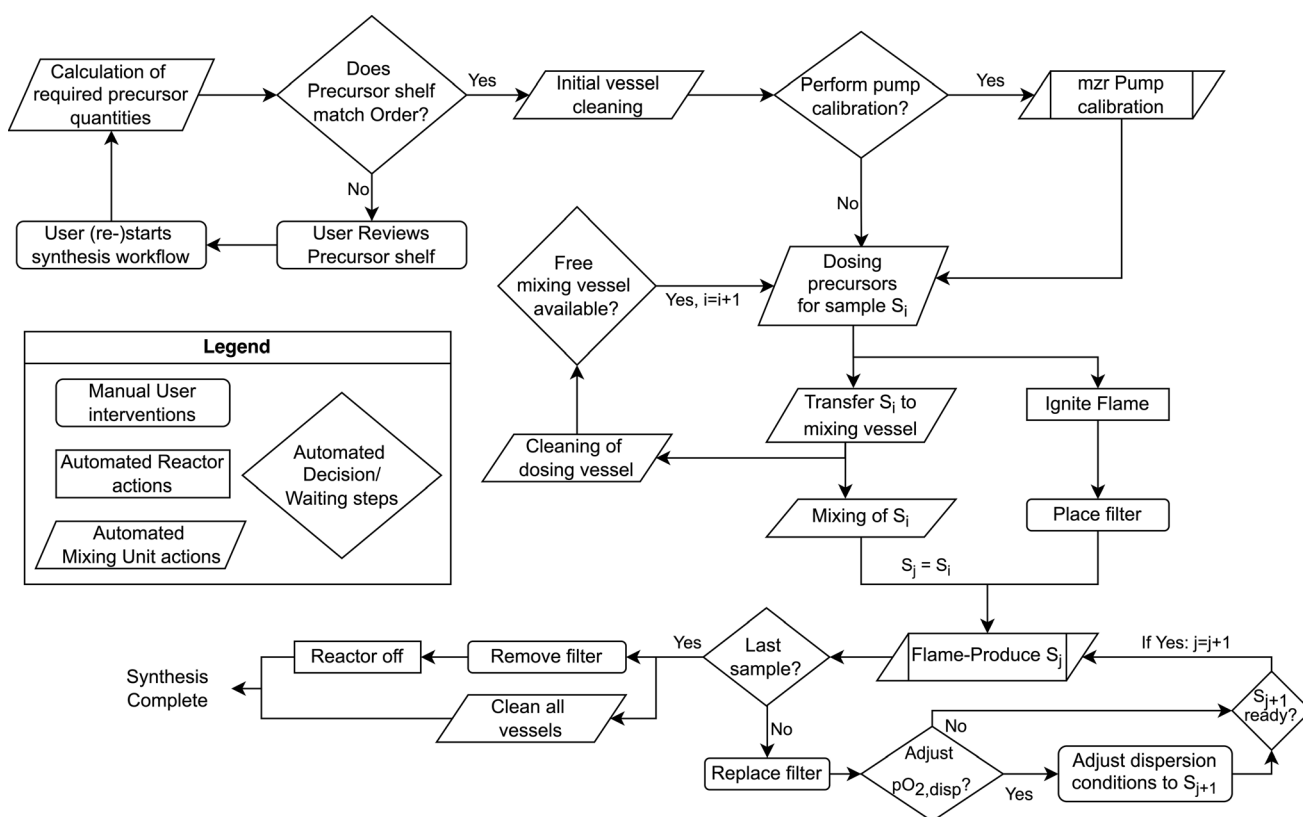 Calculation of
required precursor
quantities
Does
Precursor shelf
match Order?
Yes
Initial vessel
cleaning
Perform pump
calibration?
Yes
mzr Pump
calibration
No
User (re-)starts
synthesis workflow
User Reviews
Precursor shelf
No
Free
mixing vessel
available?
Yes, i=i+1
Dosing
precursors
for sample Si
Legend
Manual User
interventions
Automated Reactor
actions
Automated
Mixing Unit actions
Automated
Decision/
Waiting steps
Transfer Si to
mixing vessel
Ignite Flame
Cleaning of
dosing vessel
Mixing of Si
Place filter
Sj = Si
Flame-Produce Sj
If Yes: j=j+1
Last
sample?
Yes
Remove filter
Reactor off
Clean all
vessels
Synthesis
Complete
No
Replace filter
Adjust
pO2,disp?
No
Yes
Adjust dispersion
conditions to Sj+1
Sj+1
ready?